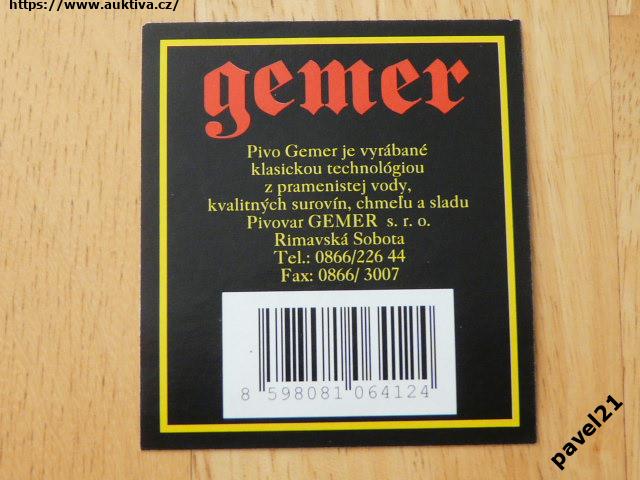 https://www.auktiva.cz/
gemer
Pivo Gemer je vyrábané
klasickou technológiou
z pramenistej vody,
kvalitných surovín, chmeľu a sladu
Pivovar GEMER s. r. o.
Rimavská Sobota
Tel.: 0866/226 44
Fax: 0866/ 3007
8 598081 064124
pavel21